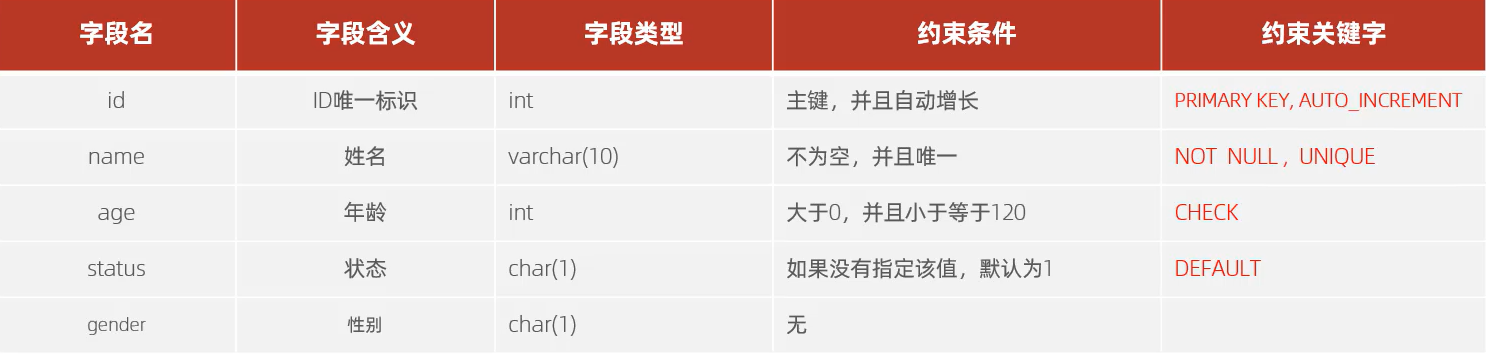 字段名 字段含义 字段类型 约束条件 约束关键字
id ID唯一标识 int 主键，并且自动增长 PRIMARY KEY, AUTO_INCREMENT
name 姓名 varchar(10) 不为空，并且唯一 NOT NULL , UNIQUE
age 年龄 int 大于0，并且小于等于120 CHECK
status 状态 char(1) 如果没有指定该值，默认为1 DEFAULT
gender 性别 char(1) 无